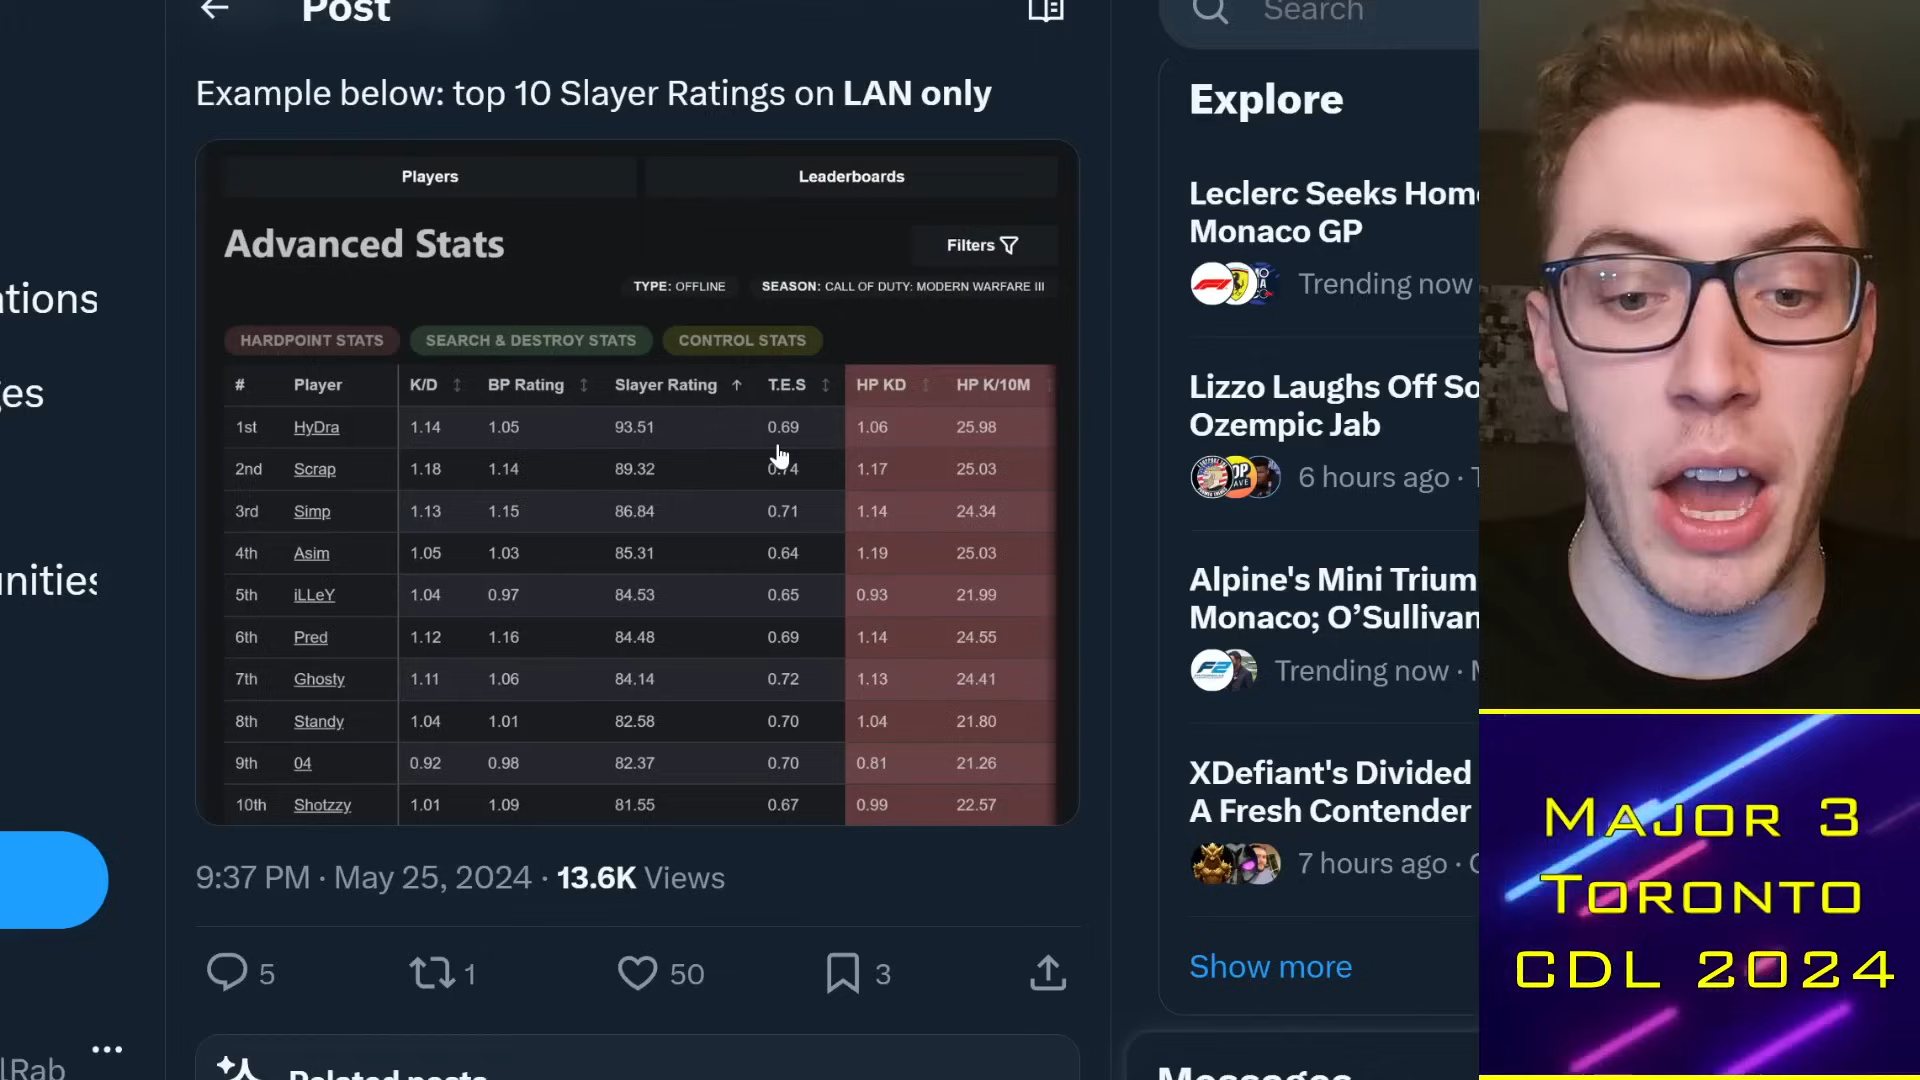 Post
Search
Example below: top 10 Slayer Ratings on LAN only
Players Leaderboards
Advanced Stats
Filters
TYPE: OFFLINE SEASON: CALL OF DUTY: MODERN WARFARE III
HARDPOINT STATS SEARCH & DESTROY STATS CONTROL STATS
# Player K/D BP Rating Slayer Rating T.E.S HP KD HP K/10M
1st HyDra 1.14 1.05 93.51 0.69 1.06 25.98
2nd Scrap 1.18 1.14 89.32 0.74 1.17 25.03
3rd Simp 1.13 1.15 86.84 0.71 1.14 24.34
4th Asim 1.05 1.03 85.31 0.64 1.19 25.03
5th iLLeY 1.04 0.97 84.53 0.65 0.93 21.99
6th Pred 1.12 1.16 84.48 0.69 1.14 24.55
7th Ghosty 1.11 1.06 84.14 0.72 1.13 24.41
8th Standy 1.04 1.01 82.58 0.70 1.04 21.80
9th 04 0.92 0.98 82.37 0.70 0.81 21.26
10th Shotzzy 1.01 1.09 81.55 0.67 0.99 22.57
9:37 PM · May 25, 2024 · 13.6K Views
5 1 50 3
Related posts
Explore
Leclerc Seeks Home
Monaco GP
Trending now
Lizzo Laughs Off So
Ozempic Jab
6 hours ago ·
Alpine's Mini Trium
Monaco; O'Sullivan
Trending now ·
XDefiant's Divided
A Fresh Contender
7 hours ago ·
Show more
Messages
MAJOR 3
TORONTO
CDL 2024